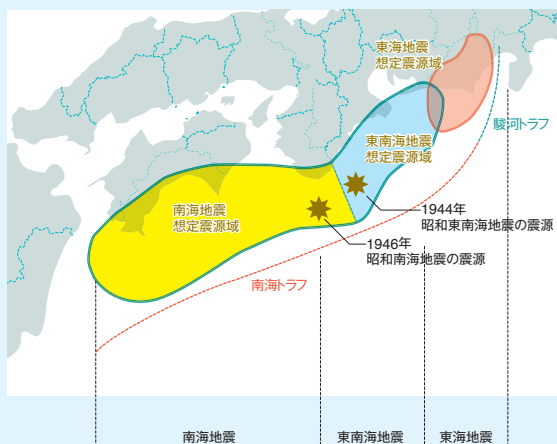 東海地震
想定震源域
東南海地震
想定震源域
駿河トラフ
南海地震
想定震源域
1944年
昭和東南海地震の震源
1946年
昭和南海地震の震源
南海トラフ
南海地震
東南海地震
東海地震